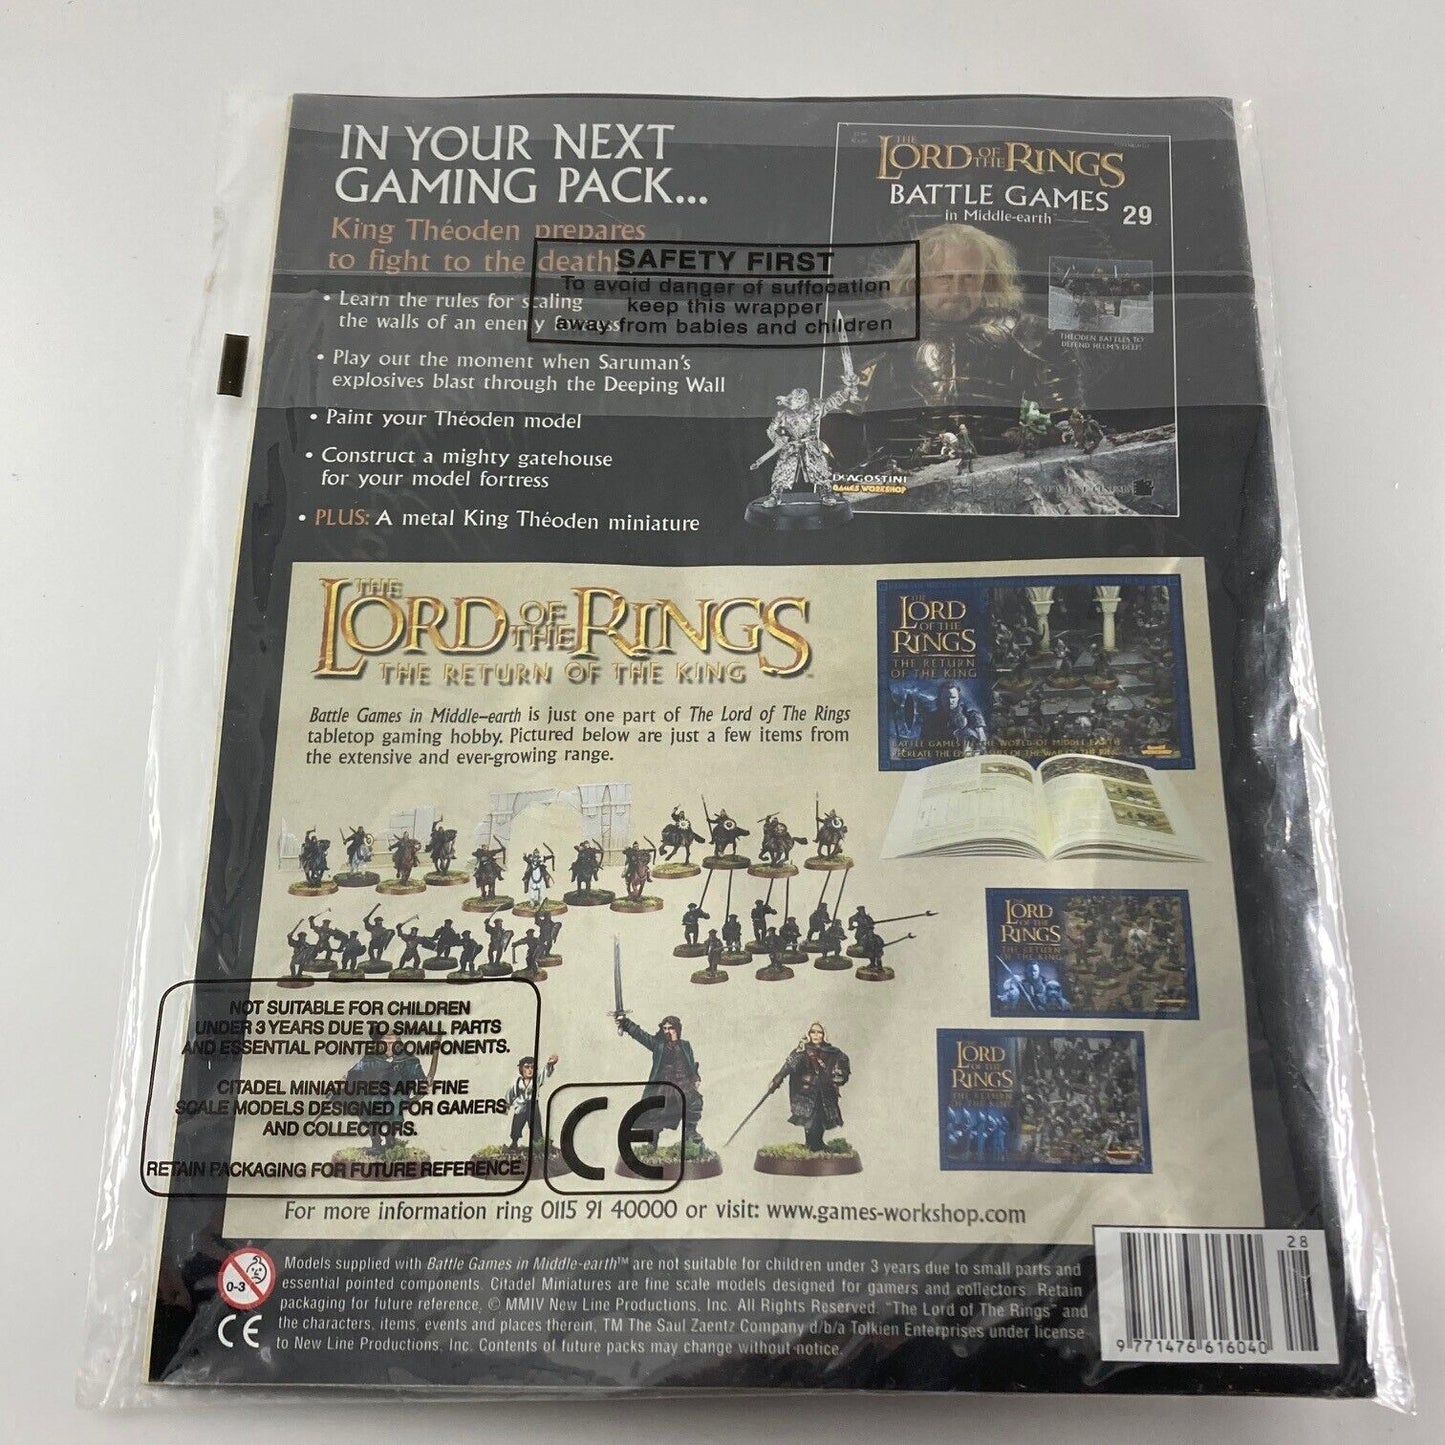 IN YOUR NEXT
GAMING PACK...
King Théoden prepares
to fight to the death!
• Learn the rules for scaling
the walls of an enemy fortress
• Play out the moment when Saruman's
explosives blast through the Deeping Wall
• Paint your Théoden model
• Construct a mighty gatehouse
for your model fortress
• PLUS: A metal King Théoden miniature
SAFETY FIRST
To avoid danger of suffocation
keep this wrapper
away from babies and children
THE
LORD OF THE RINGS
BATTLE GAMES
in Middle-earth
29
THÉODEN BATTLES TO
DEFEND HELM'S DEEP!
DeAGOSTINI
GAMES WORKSHOP
THE
LORD OF THE RINGS
THE RETURN OF THE KING
Battle Games in Middle-earth is just one part of The Lord of The Rings
tabletop gaming hobby. Pictured below are just a few items from
the extensive and ever-growing range.
THE
LORD
OF THE
RINGS
THE RETURN
OF THE KING
LORD
OF THE
RINGS
THE RETURN
OF THE KING
LORD
OF THE
RINGS
THE RETURN
OF THE KING
NOT SUITABLE FOR CHILDREN
UNDER 3 YEARS DUE TO SMALL PARTS
AND ESSENTIAL POINTED COMPONENTS.
CITADEL MINIATURES ARE FINE
SCALE MODELS DESIGNED FOR GAMERS
AND COLLECTORS.
RETAIN PACKAGING FOR FUTURE REFERENCE.
CE
For more information ring 0115 91 40000 or visit: www.games-workshop.com
0-3
CE
Models supplied with Battle Games in Middle-earth™ are not suitable for children under 3 years due to small parts and
essential pointed components. Citadel Miniatures are fine scale models designed for gamers and collectors. Retain
packaging for future reference. © MMIV New Line Productions, Inc. All Rights Reserved. "The Lord of The Rings" and
the characters, items, events and places therein, TM The Saul Zaentz Company d/b/a Tolkien Enterprises under license
to New Line Productions, Inc. Contents of future packs may change without notice.
28
9 771476 616040